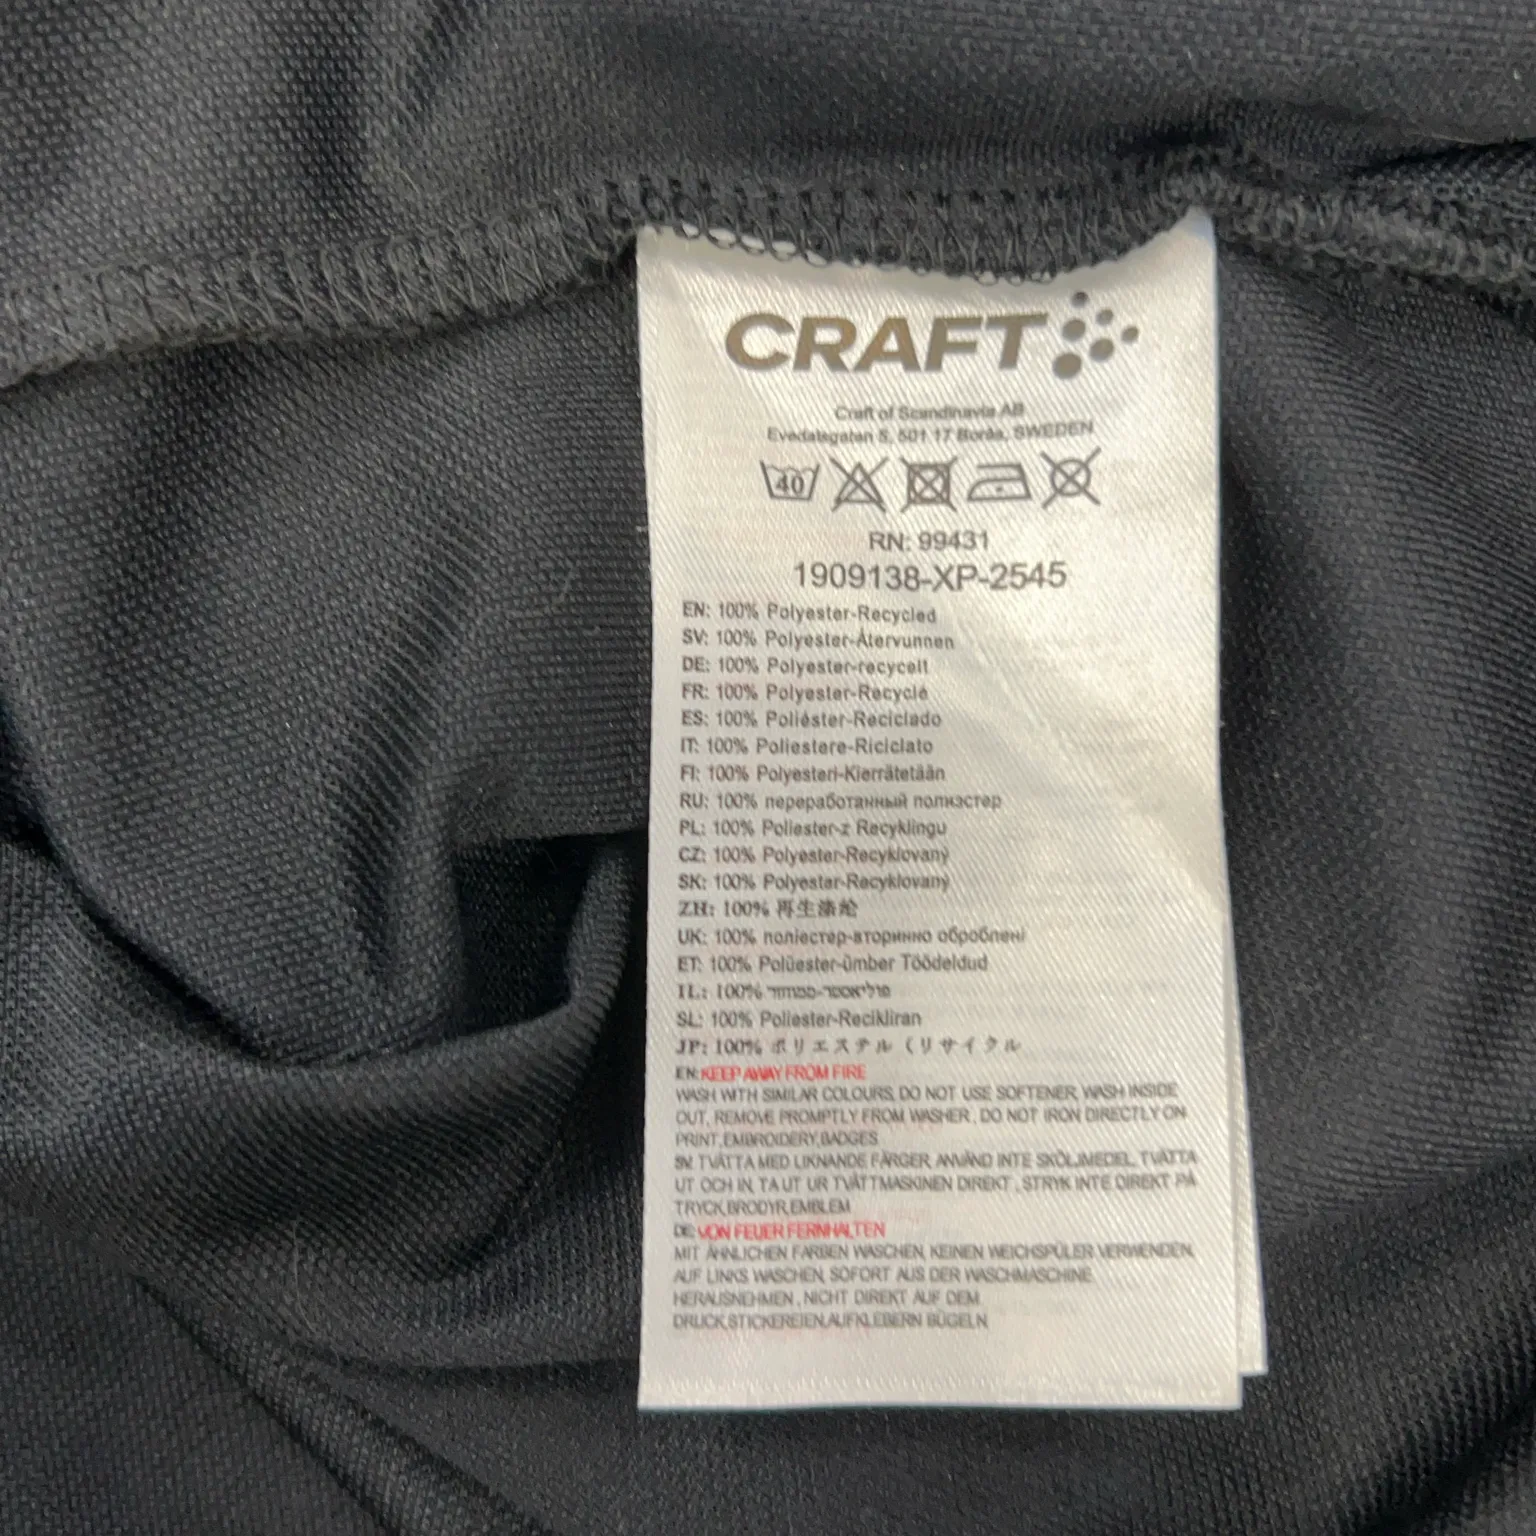 CRAFT
Craft of Scandinavia AB
Evedalsgatan 5, 501 17 Borås, SWEDEN
40
RN: 99431
1909138-XP-2545
EN: 100% Polyester-Recycled
SV: 100% Polyester-Återvunnen
DE: 100% Polyester-recycelt
FR: 100% Polyester-Recyclé
ES: 100% Poliéster-Reciclado
IT: 100% Poliestere-Riciclato
FI: 100% Polyesteri-Kierrätetään
RU: 100% переработанный полиэстер
PL: 100% Poliester-z Recyklingu
CZ: 100% Polyester-Recyklovaný
SK: 100% Polyester-Recyklovaný
ZH: 100% 再生涤纶
UK: 100% поліестер-вторинно оброблені
ET: 100% Polüester-ümber Töödeldud
IL: 100% פוליאסטר-ממוחזר
SL: 100% Poliester-Recikliran
JP: 100% ポリエステル (リサイクル
EN:KEEP AWAY FROM FIRE
WASH WITH SIMILAR COLOURS, DO NOT USE SOFTENER, WASH INSIDE
OUT, REMOVE PROMPTLY FROM WASHER , DO NOT IRON DIRECTLY ON
PRINT,EMBROIDERY,BADGES
SV: TVÄTTA MED LIKNANDE FÄRGER, ANVÄND INTE SKÖLJMEDEL, TVÄTTA
UT OCH IN, TA UT UR TVÄTTMASKINEN DIREKT , STRYK INTE DIREKT PÅ
TRYCK,BRODYR,EMBLEM
DE:VON FEUER FERNHALTEN
MIT ÄHNLICHEN FARBEN WASCHEN, KEINEN WEICHSPÜLER VERWENDEN,
AUF LINKS WASCHEN, SOFORT AUS DER WASCHMASCHINE
HERAUSNEHMEN , NICHT DIREKT AUF DEM
DRUCK,STICKEREIEN,AUFKLEBERN BÜGELN